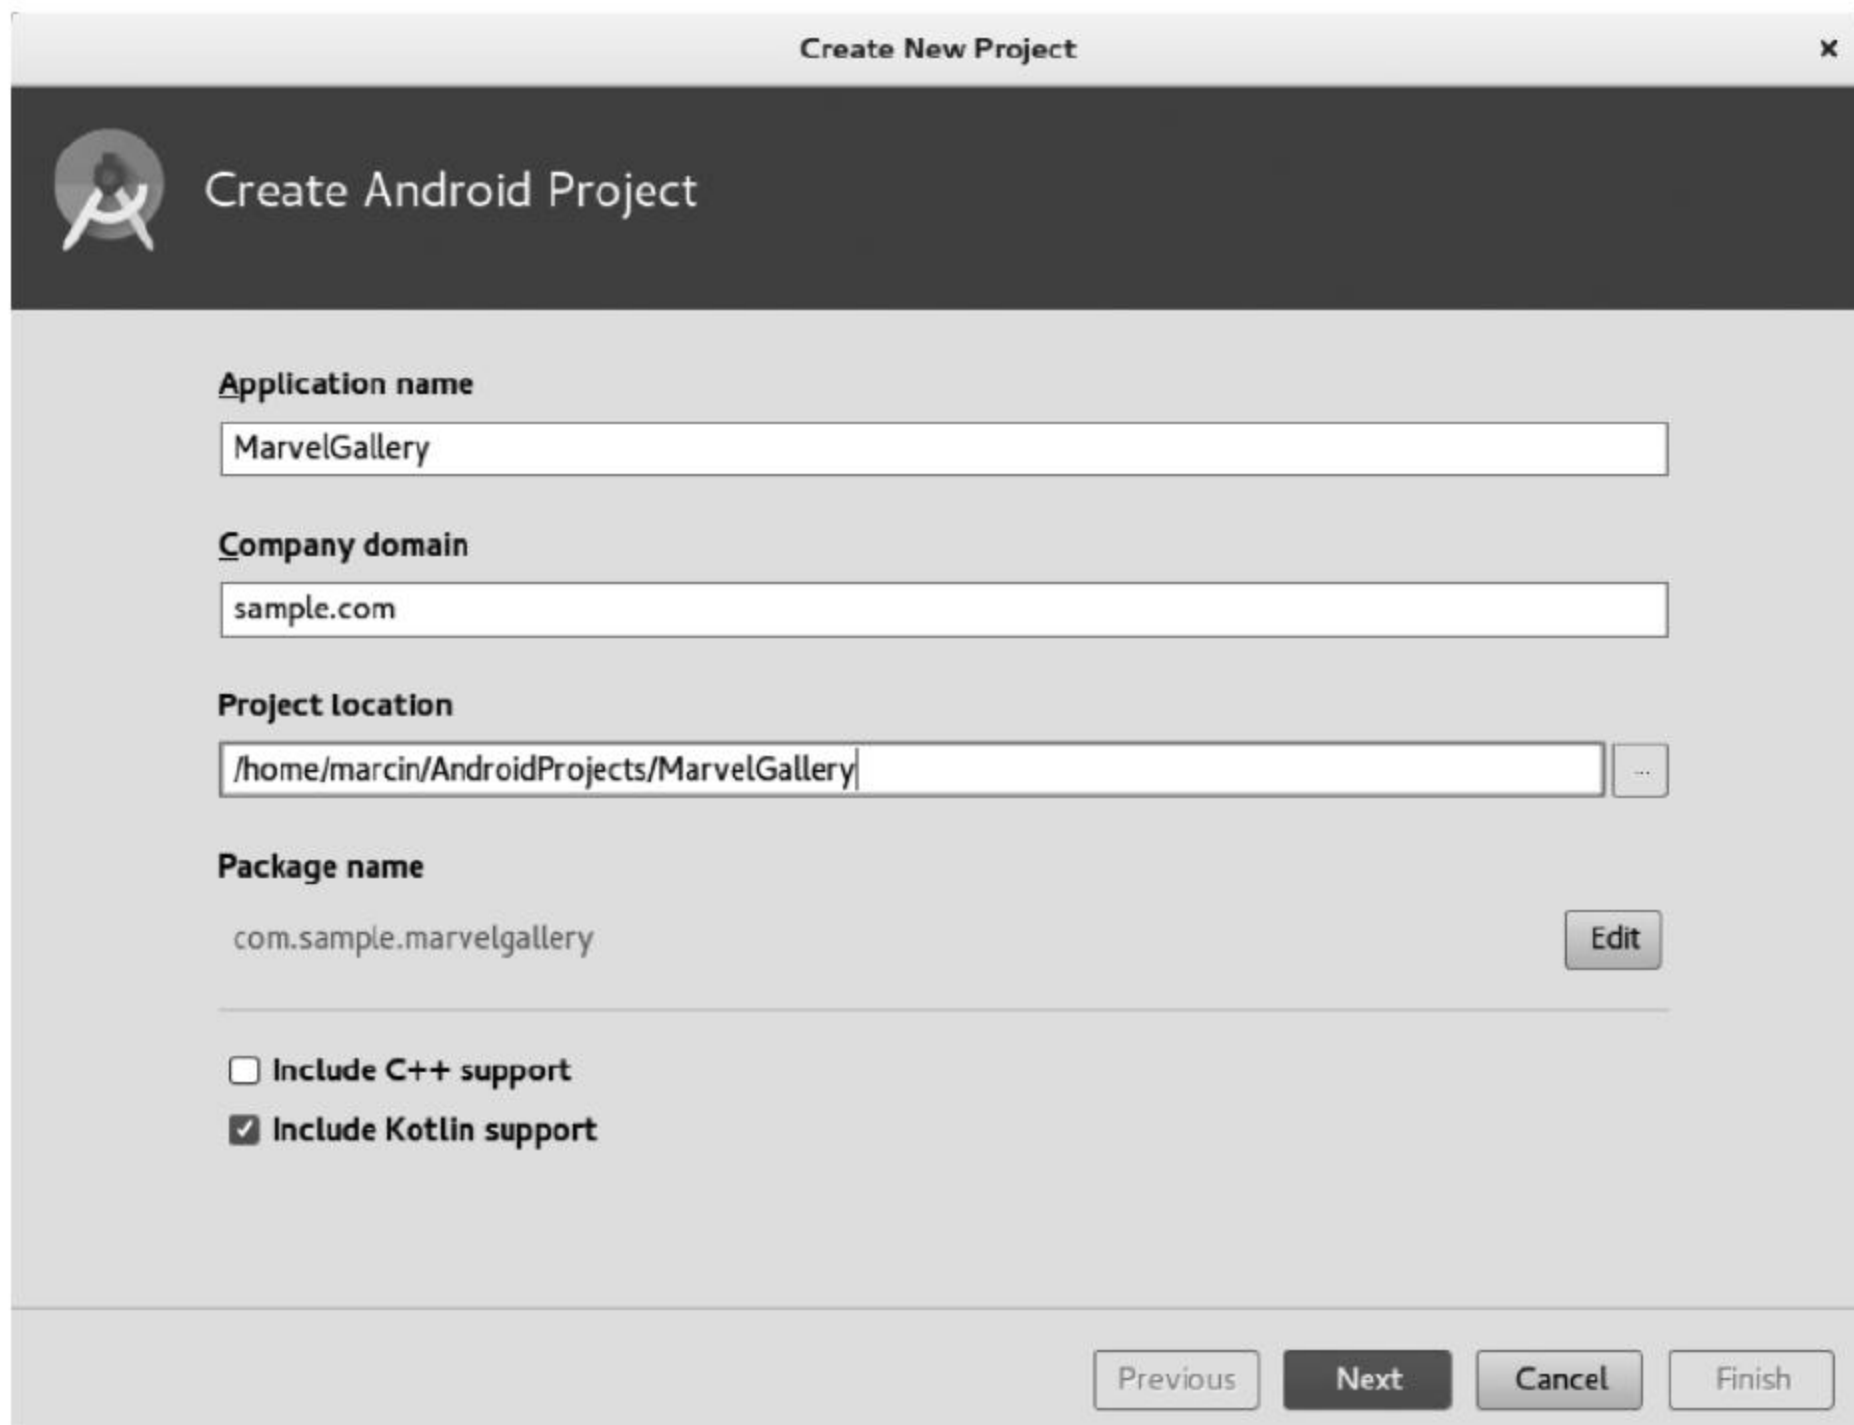 Create New Project
Create Android Project
Application name
MarvelGallery
Company domain
sample.com
Project location
/home/marcin/AndroidProjects/MarvelGallery
...
Package name
com.sample.marvelgallery
Edit
Include C++ support
Include Kotlin support
Previous Next Cancel Finish